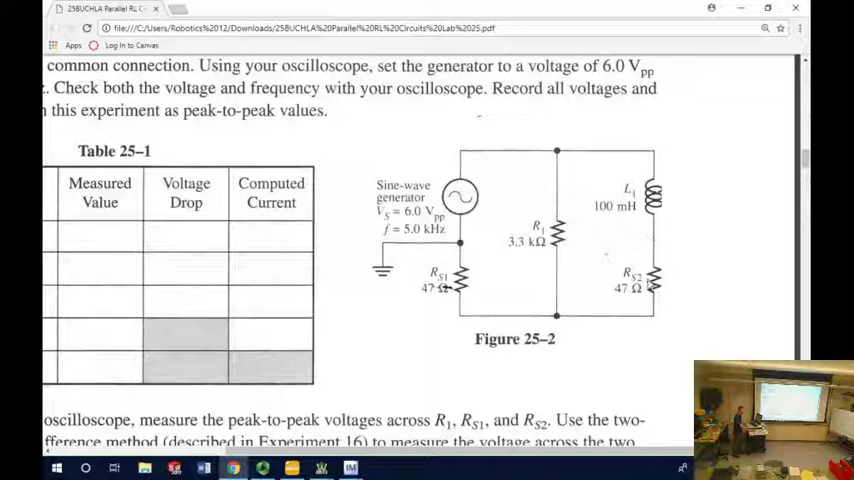 25BUCHLA Parallel RL C
file:///C:/Users/Robotics%2012/Downloads/25BUCHLA%20Parallel%20RL%20Circuits%20Lab%2025.pdf
Apps Log In to Canvas
common connection. Using your oscilloscope, set the generator to a voltage of 6.0 Vpp
z. Check both the voltage and frequency with your oscilloscope. Record all voltages and
n this experiment as peak-to-peak values.
Table 25–1
Measured Value
Voltage Drop
Computed Current
Sine-wave
generator
VS = 6.0 Vpp
f = 5.0 kHz
RS1
47 Ω
R1
3.3 kΩ
L1
100 mH
RS2
47 Ω
Figure 25–2
oscilloscope, measure the peak-to-peak voltages across R1, RS1, and RS2. Use the two-
fference method (described in Experiment 16) to measure the voltage across the two